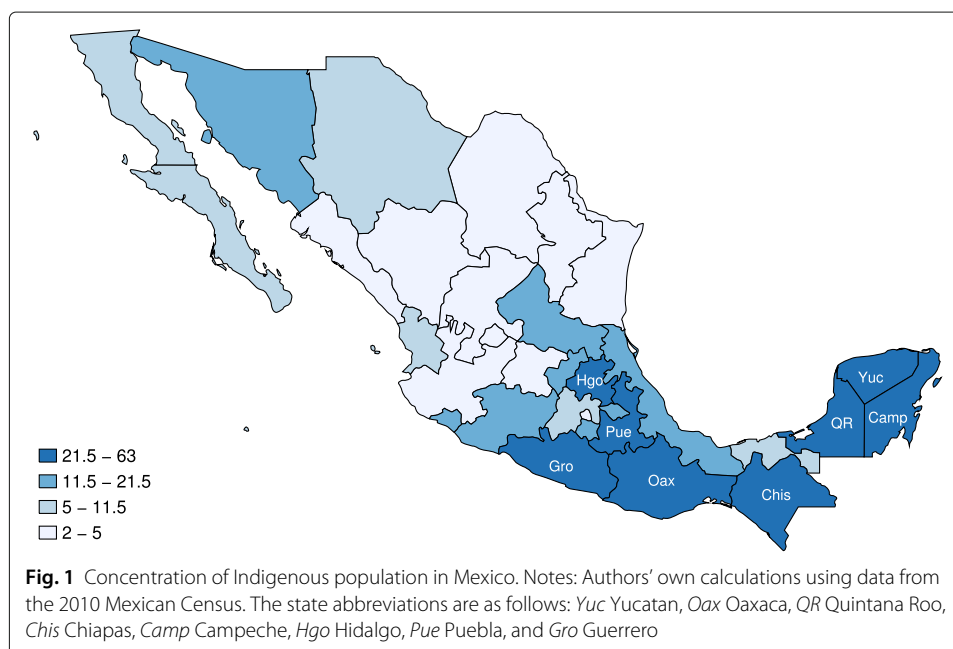 Yuc
Hgo
QR
Camp
Pue
Gro
Oax
Chis
21.5 – 63
11.5 – 21.5
5 – 11.5
2 – 5
Fig. 1 Concentration of Indigenous population in Mexico. Notes: Authors' own calculations using data from
the 2010 Mexican Census. The state abbreviations are as follows: Yuc Yucatan, Oax Oaxaca, QR Quintana Roo,
Chis Chiapas, Camp Campeche, Hgo Hidalgo, Pue Puebla, and Gro Guerrero